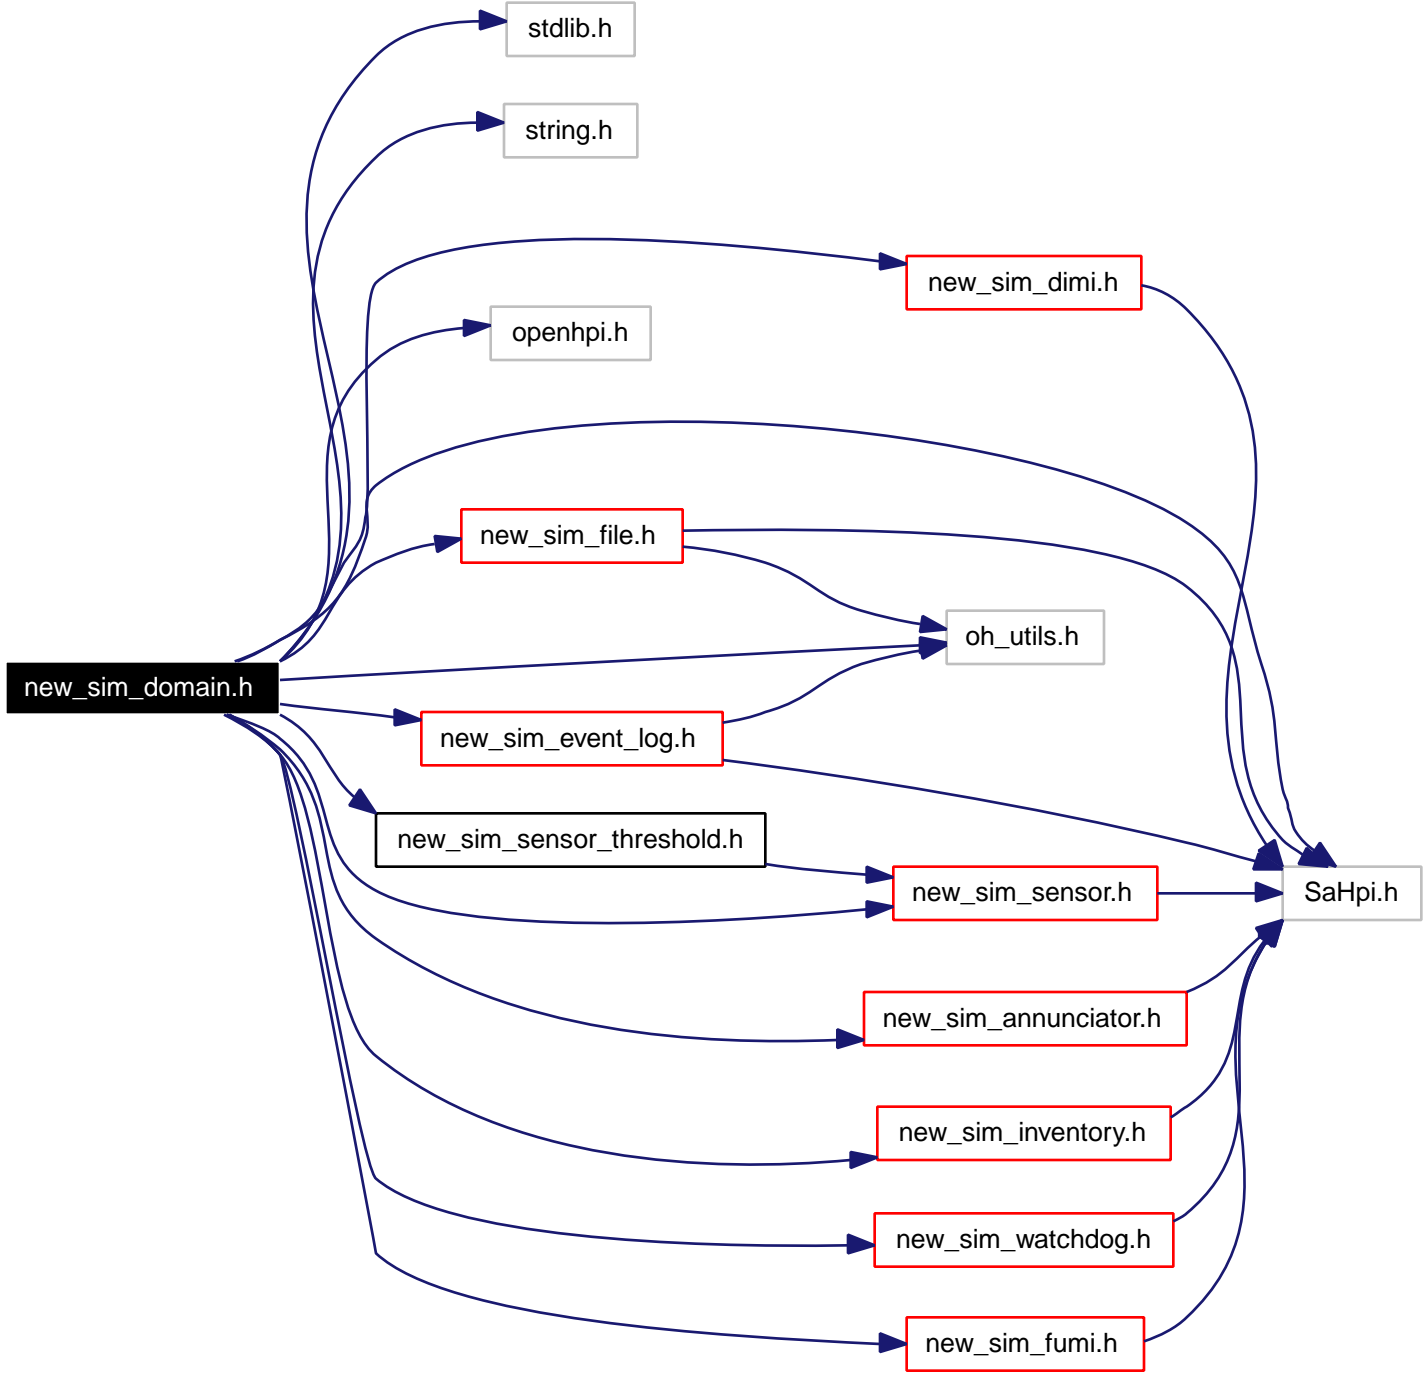 stdlib.h
string.h
new_sim_dimi.h
openhpi.h
new_sim_file.h
oh_utils.h
new_sim_domain.h
new_sim_event_log.h
new_sim_sensor_threshold.h
new_sim_sensor.h
SaHpi.h
new_sim_annunciator.h
new_sim_inventory.h
new_sim_watchdog.h
new_sim_fumi.h